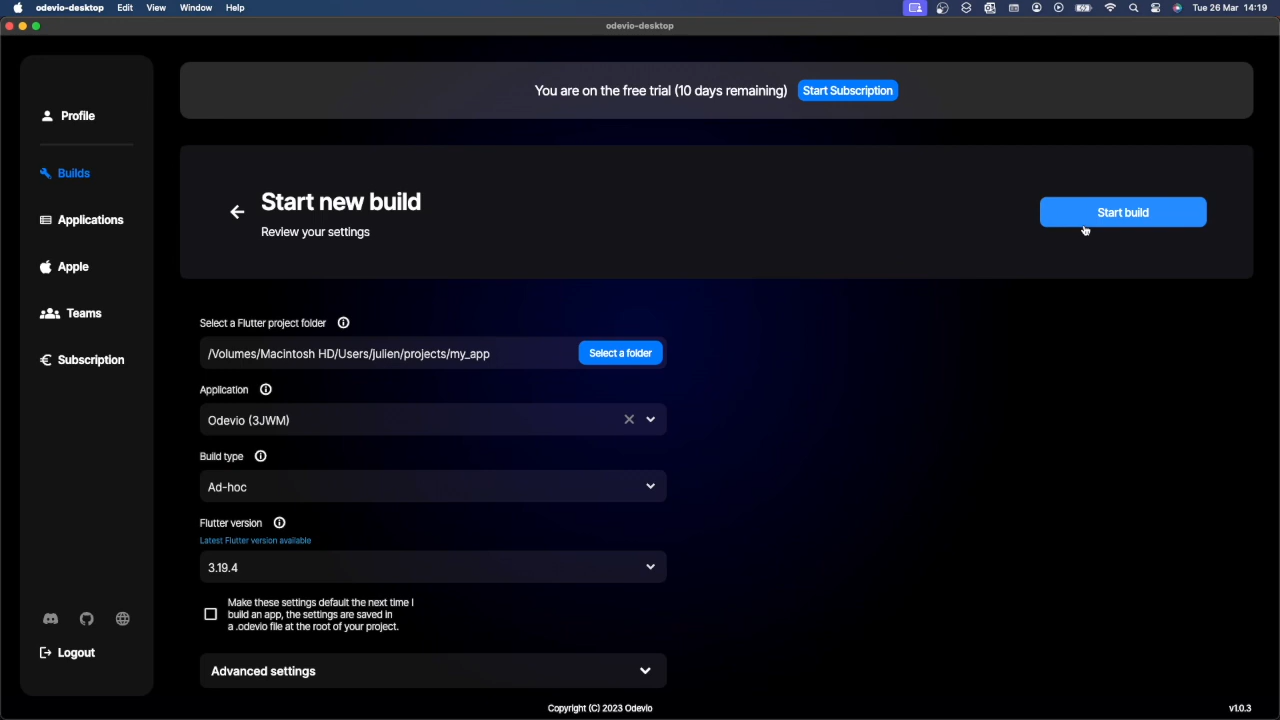 odevio-desktop Edit View Window Help Tue 26 Mar 14:19
odevio-desktop
You are on the free trial (10 days remaining) Start Subscription
Profile
Builds
Applications
Apple
Teams
Subscription
Logout
Start new build
Review your settings
Start build
Select a Flutter project folder
/Volumes/Macintosh HD/Users/julien/projects/my_app Select a folder
Application
Odevio (3JWM)
Build type
Ad-hoc
Flutter version
Latest Flutter version available
3.19.4
Make these settings default the next time I
build an app, the settings are saved in
a .odevio file at the root of your project.
Advanced settings
Copyright (C) 2023 Odevio
v1.0.3